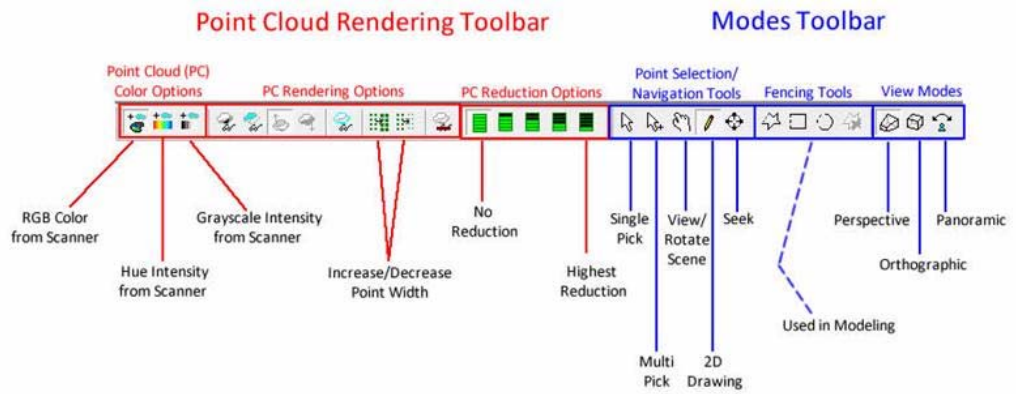 Point Cloud Rendering Toolbar
Modes Toolbar
Point Cloud (PC)
Color Options
PC Rendering Options
PC Reduction Options
Point Selection/
Navigation Tools
Fencing Tools
View Modes
RGB Color
from Scanner
Grayscale Intensity
from Scanner
Hue Intensity
from Scanner
Increase/Decrease
Point Width
No
Reduction
Highest
Reduction
Single
Pick
View/
Rotate
Scene
Seek
Perspective
Panoramic
Orthographic
Used in Modeling
Multi
Pick
2D
Drawing